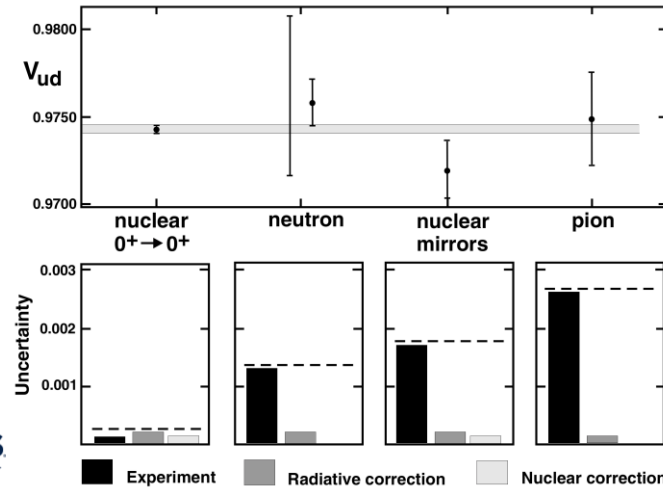 0.9800
V_ud
0.9750
0.9700
nuclear
0⁺→0⁺
neutron
nuclear
mirrors
pion
Uncertainty
0.003
0.002
0.001
Experiment
Radiative correction
Nuclear correction